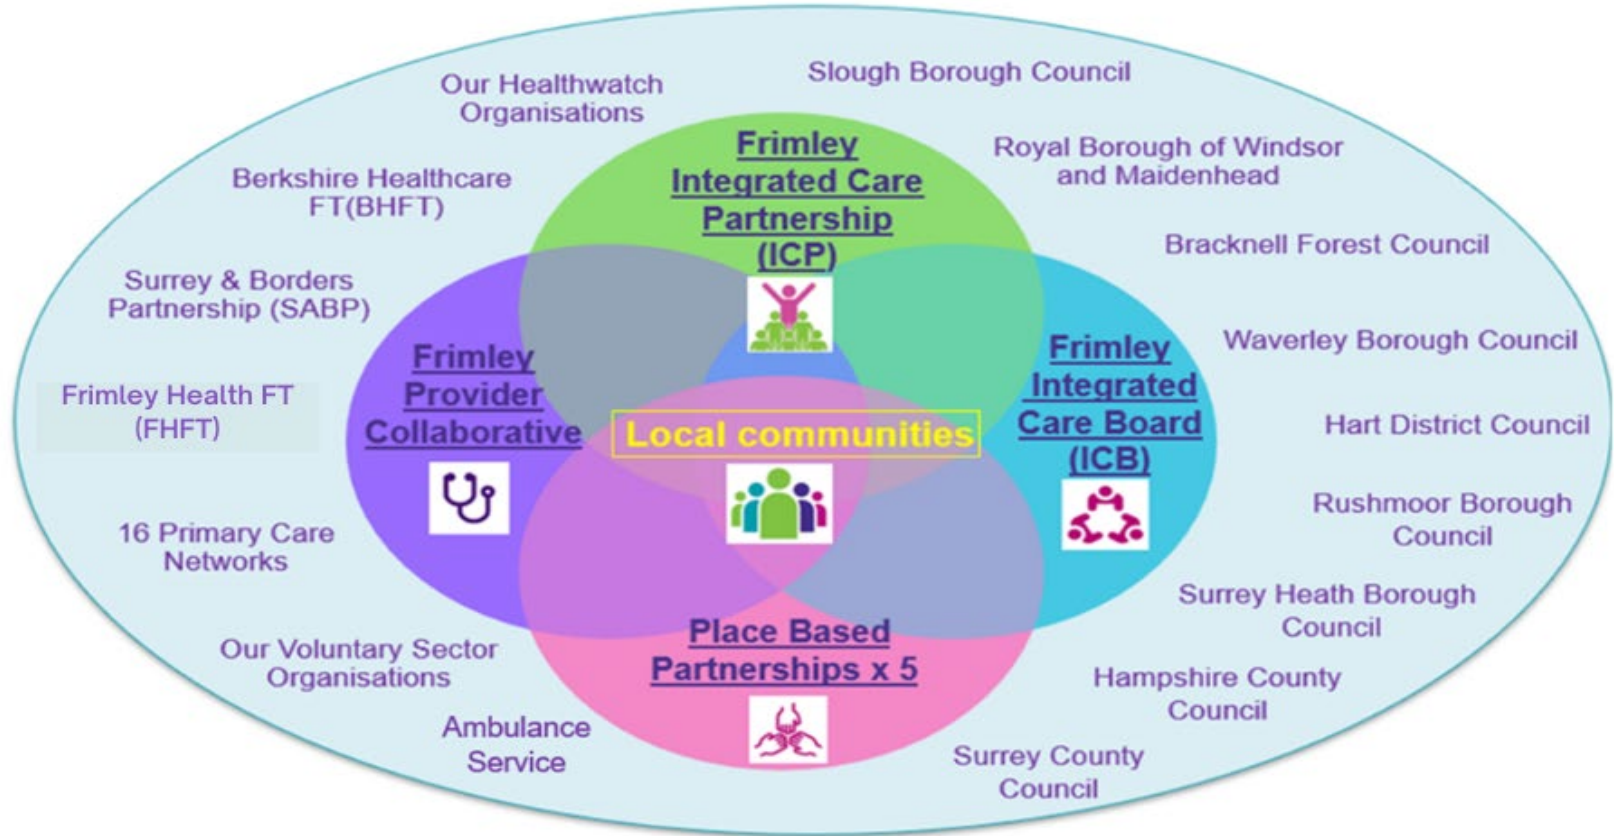 Our Healthwatch
Organisations
Slough Borough Council
Berkshire Healthcare
FT(BHFT)
Royal Borough of Windsor
and Maidenhead
Surrey & Borders
Partnership (SABP)
Bracknell Forest Council
Frimley Health FT
(FHFT)
Waverley Borough Council
Hart District Council
16 Primary Care
Networks
Rushmoor Borough
Council
Our Voluntary Sector
Organisations
Surrey Heath Borough
Council
Ambulance
Service
Hampshire County
Council
Surrey County
Council
Frimley
Integrated Care
Partnership
(ICP)
Frimley
Provider
Collaborative
Local communities
Frimley
Integrated
Care Board
(ICB)
Place Based
Partnerships x 5